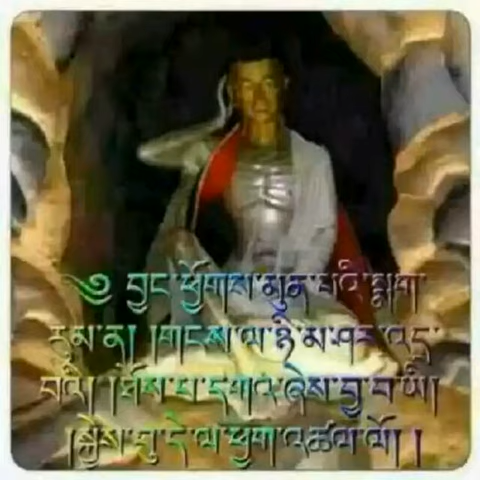 ༄ བྱང་ཕྱོགས་མུན་པའི་སྨག་
རུམ་ན། །གངས་ལ་ཉི་མ་ཤར་འདྲ་
བའི། །ཐོས་པ་དགའ་ཞེས་བྱ་བ་ཡི།
།སྐྱེས་བུ་དེ་ལ་ཕྱག་འཚལ་ལོ། །